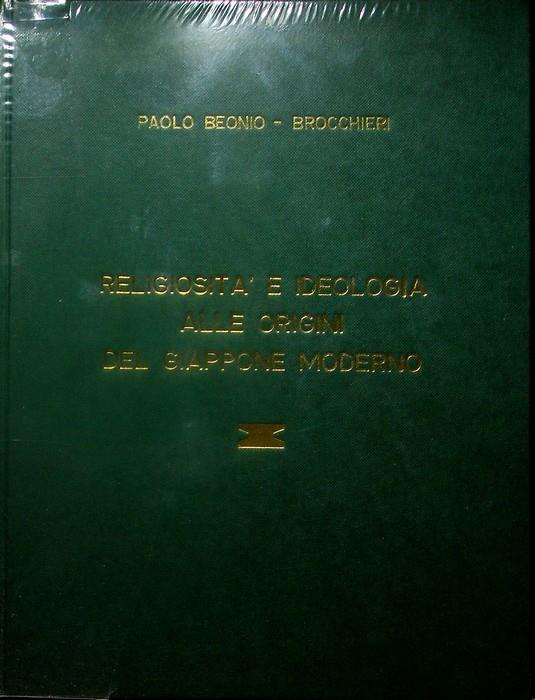 PAOLO BEONIO - BROCCHIERI
RELIGIOSITA' E IDEOLOGIA
ALLE ORIGINI
DEL GIAPPONE MODERNO